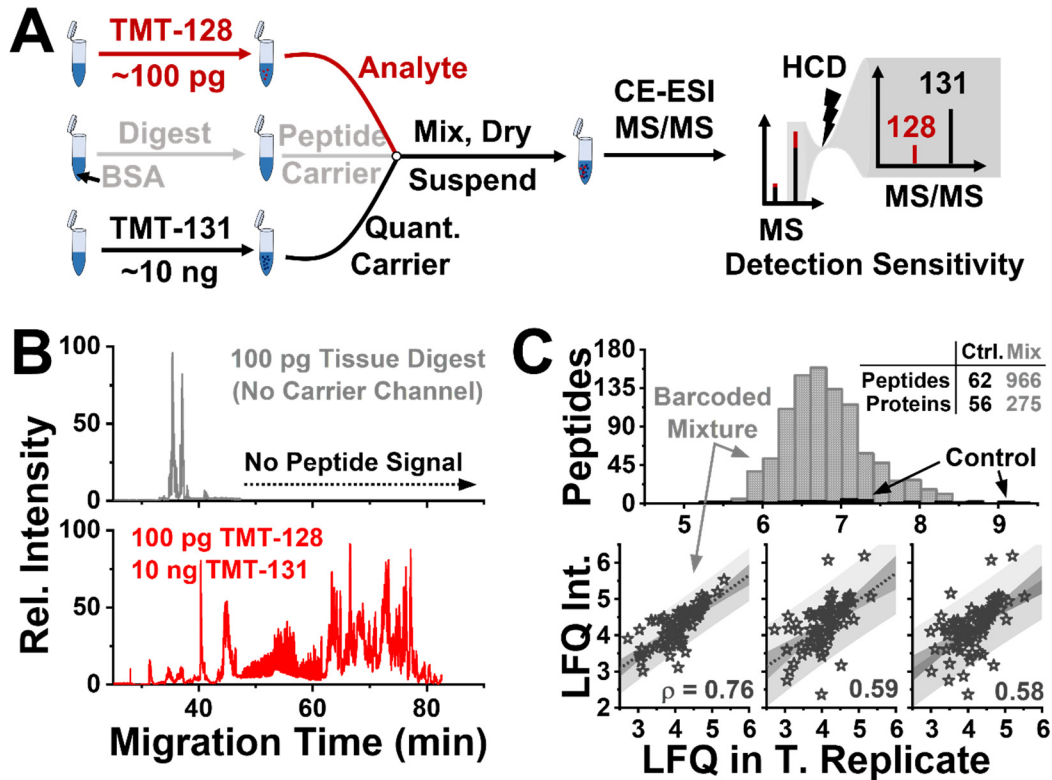 A
TMT-128
~100 pg
Analyte
Digest
BSA
Peptide
Carrier
Mix, Dry
Suspend
TMT-131
~10 ng
Quant.
Carrier
CE-ESI
MS/MS
HCD
MS
128
131
MS/MS
Detection Sensitivity
B
100
50
0
100 pg Tissue Digest
(No Carrier Channel)
No Peptide Signal
100
50
0
100 pg TMT-128
10 ng TMT-131
40 60 80
Rel. Intensity
Migration Time (min)
C
180
135
90
45
0
Peptides
Barcoded
Mixture
Ctrl. Mix
Peptides 62 966
Proteins 56 275
Control
5 6 7 8 9
LFQ Int.
6
5
4
3
2
ρ = 0.76
0.59
0.58
3 4 5 6 3 4 5 6 3 4 5 6
LFQ in T. Replicate